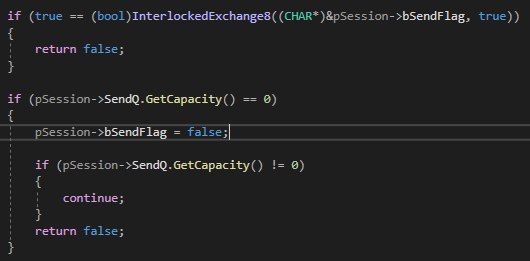 if (true == (bool)InterlockedExchange8((CHAR*)&pSession->bSendFlag, true))
{
return false;
}
if (pSession->SendQ.GetCapacity() == 0)
{
pSession->bSendFlag = false;
if (pSession->SendQ.GetCapacity() != 0)
{
continue;
}
return false;
}